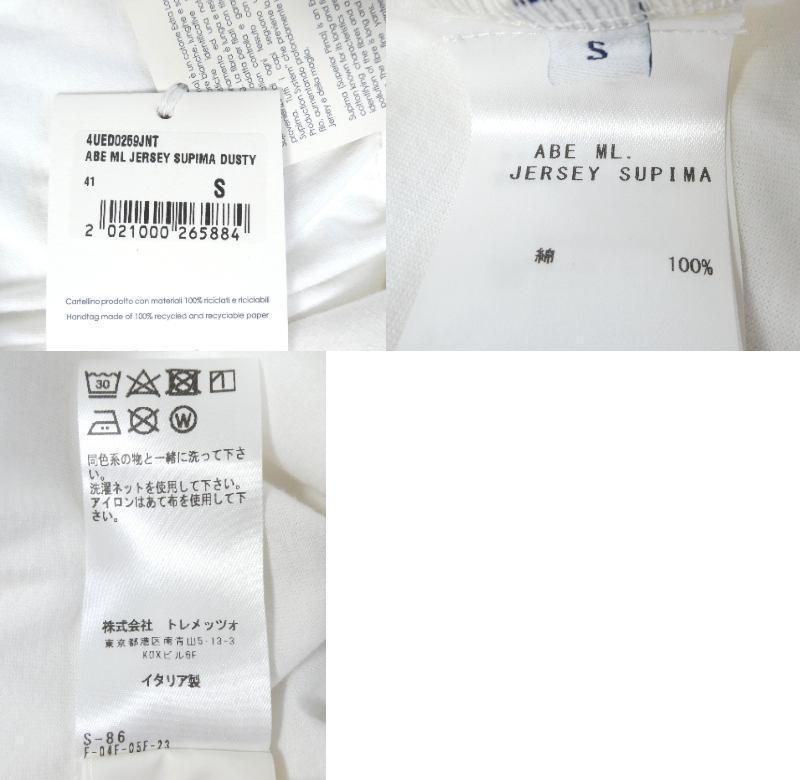 4UED0259JNT
ABE ML JERSEY SUPIMA DUSTY
41
S
2 021000 265884
Cartellino prodotto con materiali 100% riciclati e riciclabili
Handtag made of 100% recycled and recyclable paper
S
ABE ML.
JERSEY SUPIMA
綿 100%
30
W
同色系の物と一緒に洗って下さ
い。
洗濯ネットを使用して下さい。
アイロンはあて布を使用して下
さい。
株式会社 トレメッツォ
東京都港区南青山5-13-3
KOXビル6F
イタリア製
S-86
F-04F-05F-23